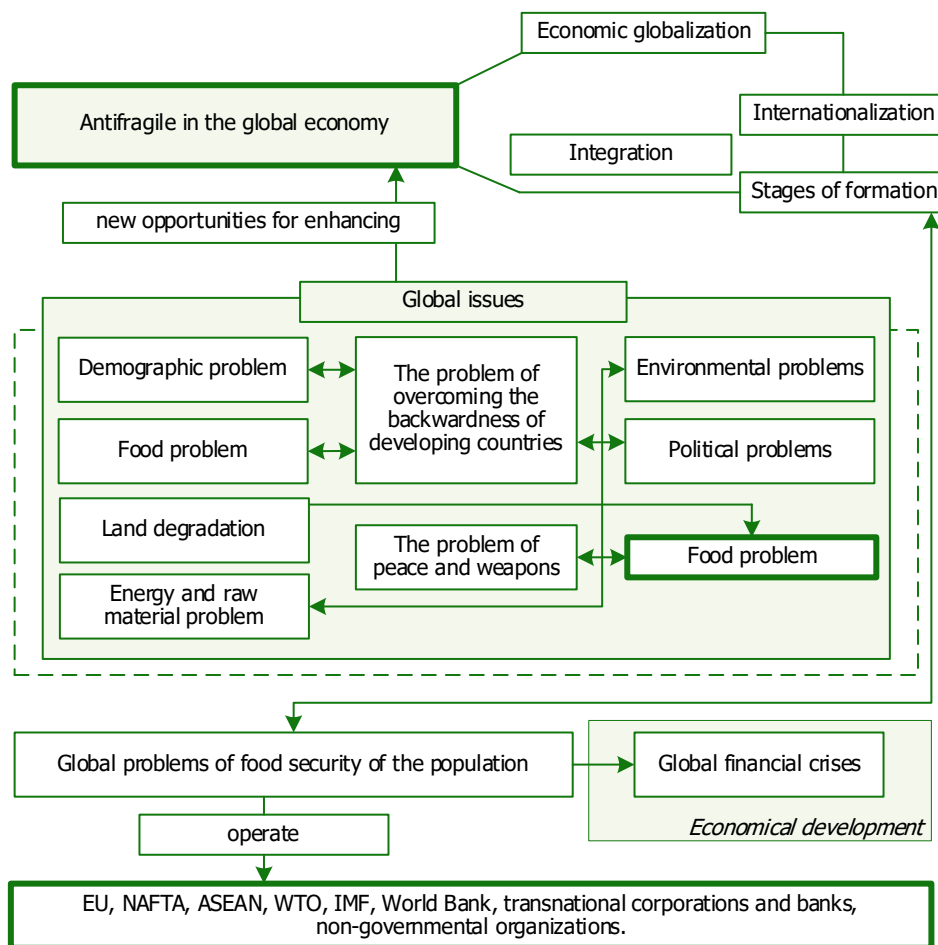 Economic globalization
Antifragile in the global economy
Internationalization
Integration
Stages of formation
new opportunities for enhancing
Global issues
Demographic problem
The problem of
overcoming the
backwardness of
developing countries
Environmental problems
Food problem
Political problems
Land degradation
The problem of
peace and weapons
Food problem
Energy and raw
material problem
Global problems of food security of the population
Global financial crises
Economical development
operate
EU, NAFTA, ASEAN, WTO, IMF, World Bank, transnational corporations and banks,
non-governmental organizations.